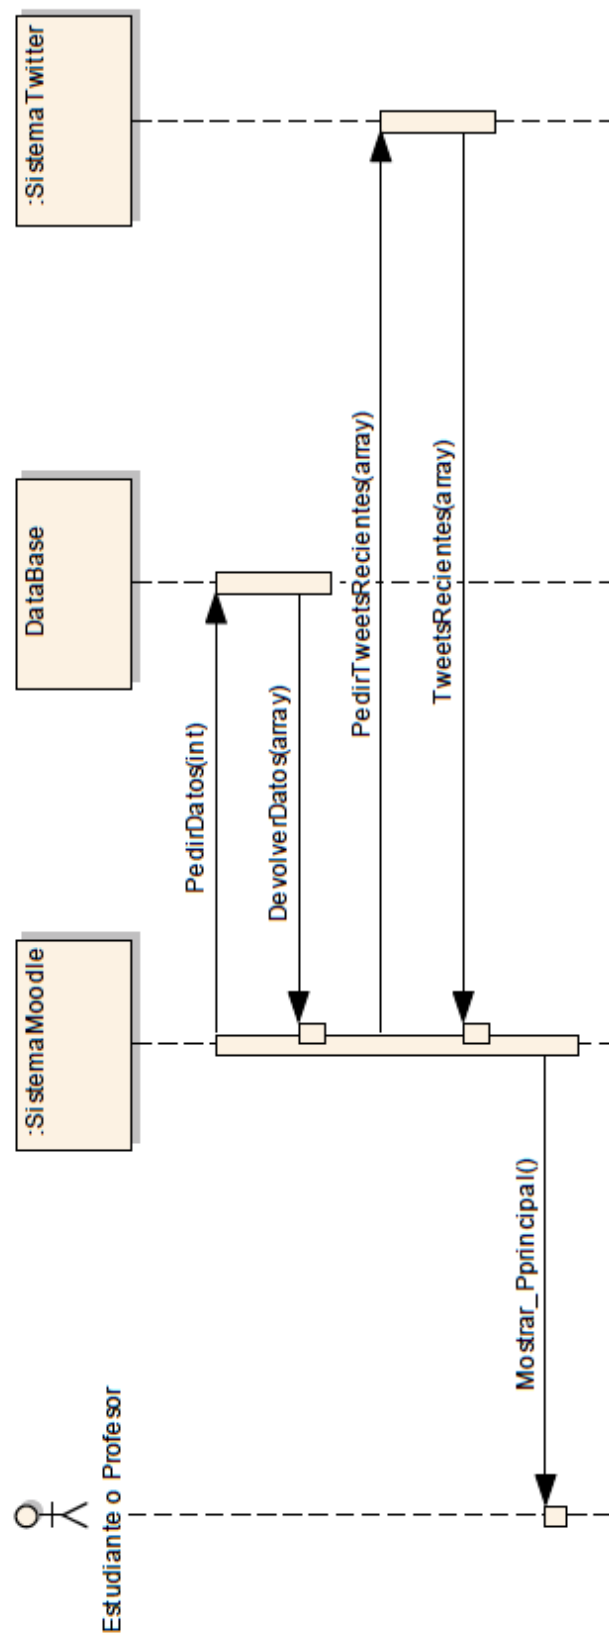 Estudiante o Profesor
:SistemaMoodle
DataBase
:SistemaTwitter
PedirDatos(int)
DevolverDatos(array)
PedirTweetsRecientes(array)
TweetsRecientes(array)
Mostrar_Pprincipal()